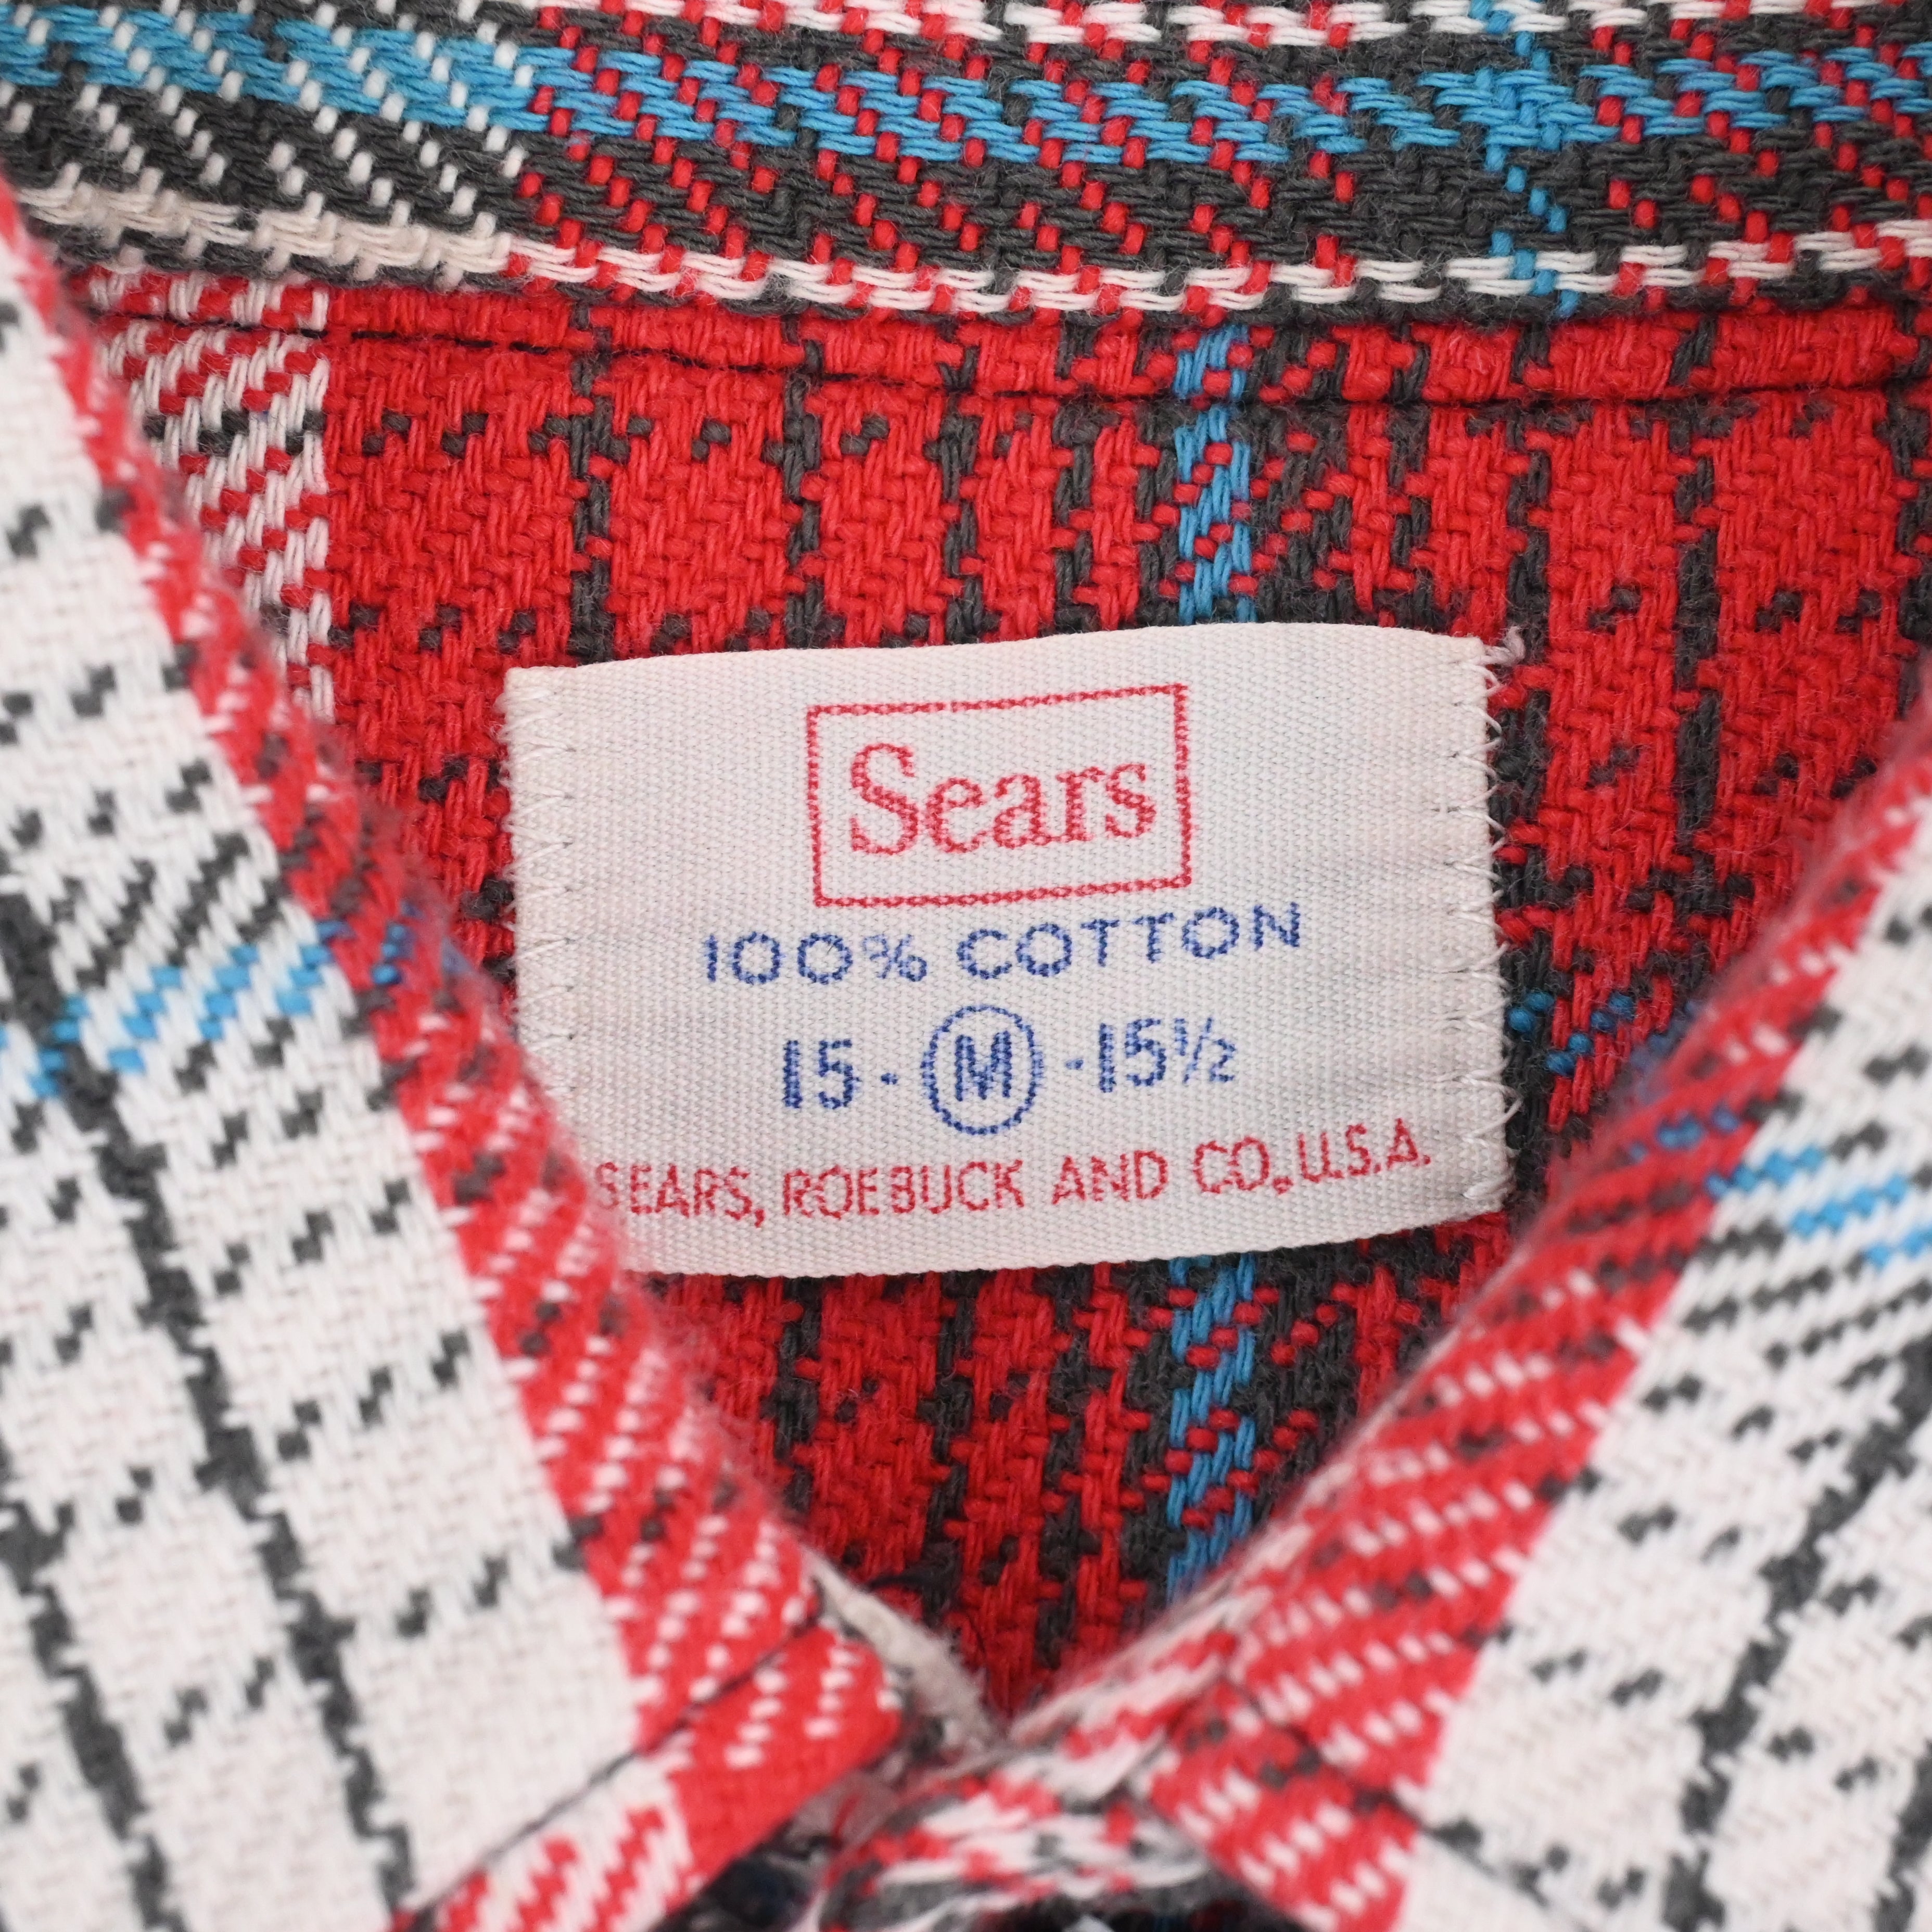 Sears
100% COTTON
15-M-15½
SEARS, ROEBUCK AND CO., U.S.A.